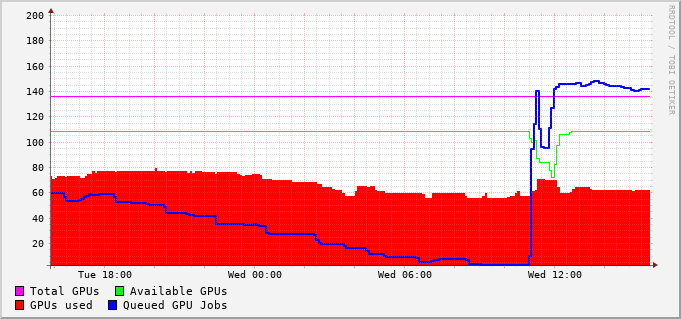 200
180
160
140
120
100
80
60
40
20
Tue 18:00 Wed 00:00 Wed 06:00 Wed 12:00
Total GPUs Available GPUs
GPUs used Queued GPU Jobs
RRDTOOL / TOBI OETIKER